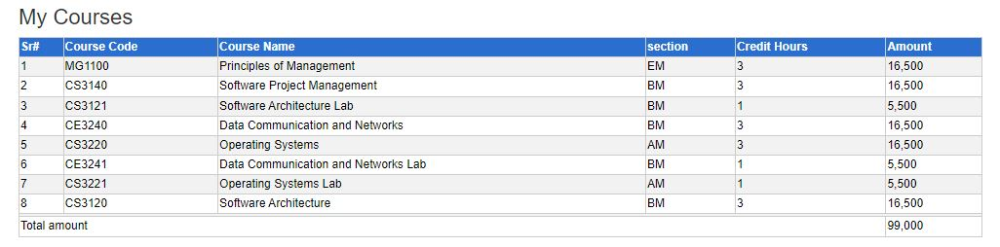 My Courses
Sr# Course Code Course Name section Credit Hours Amount
1 MG1100 Principles of Management EM 3 16,500
2 CS3140 Software Project Management BM 3 16,500
3 CS3121 Software Architecture Lab BM 1 5,500
4 CE3240 Data Communication and Networks BM 3 16,500
5 CS3220 Operating Systems AM 3 16,500
6 CE3241 Data Communication and Networks Lab BM 1 5,500
7 CS3221 Operating Systems Lab AM 1 5,500
8 CS3120 Software Architecture BM 3 16,500
Total amount 99,000